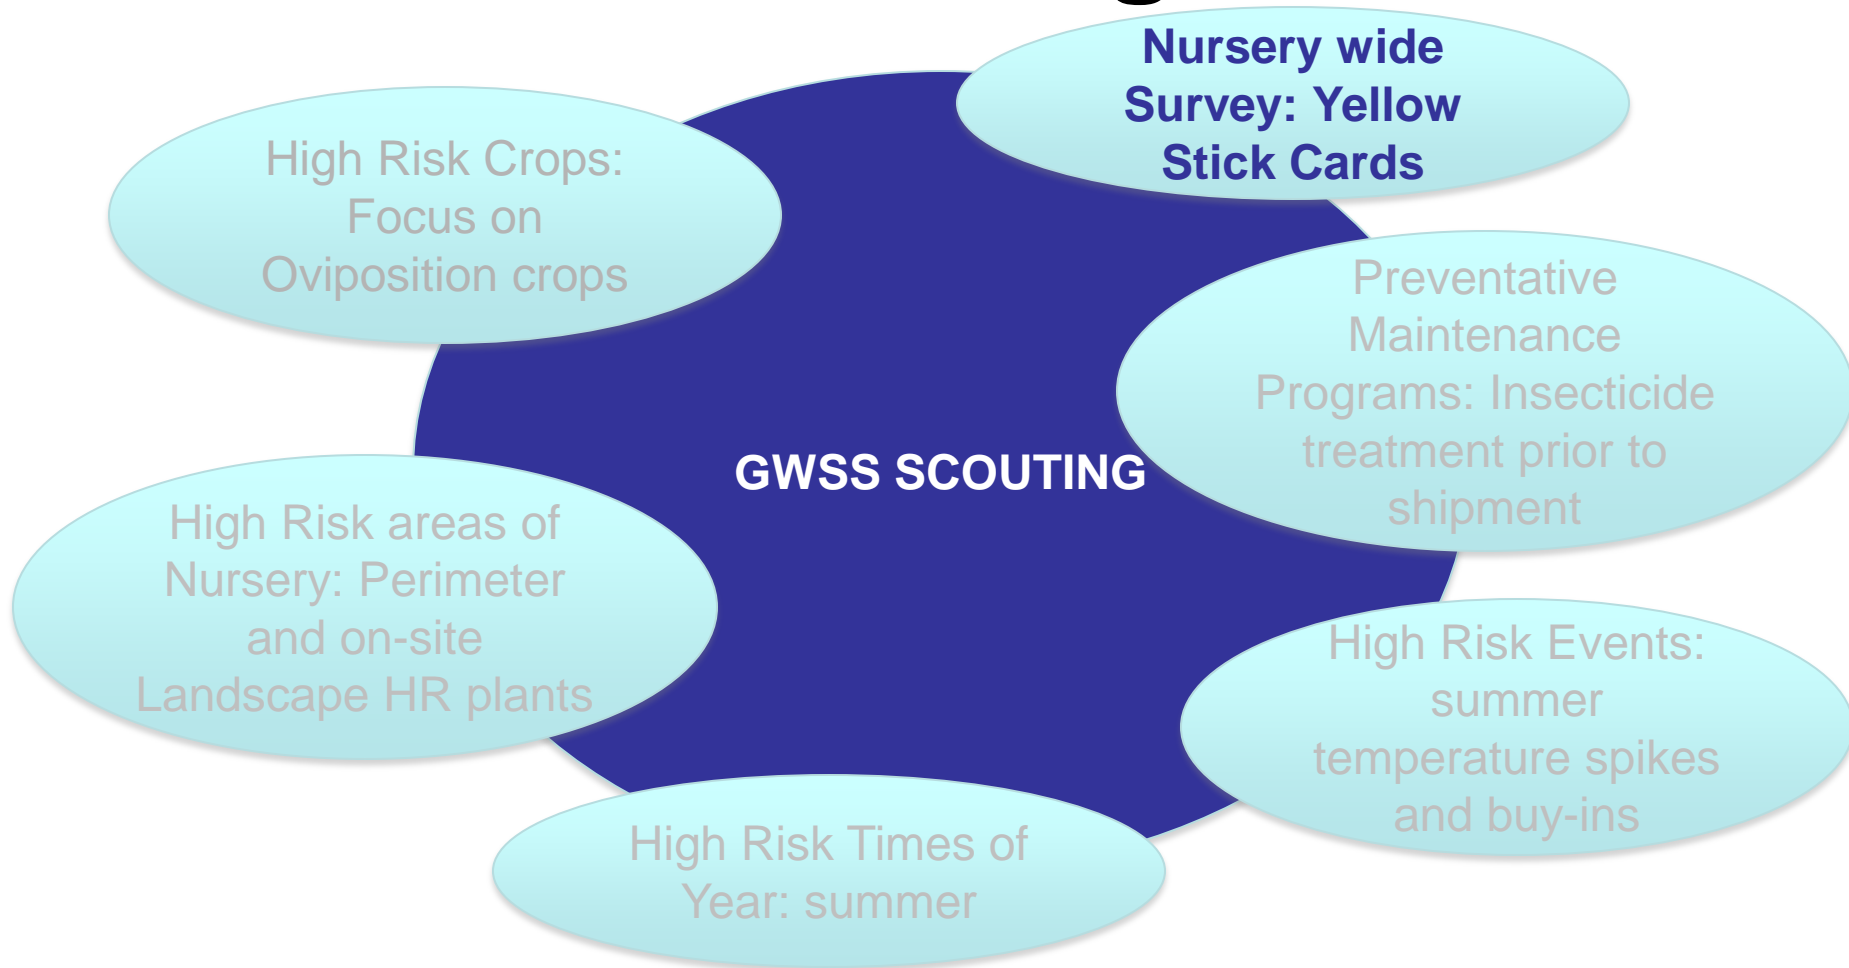 Nursery wide
Survey: Yellow
Stick Cards
High Risk Crops:
Focus on
Oviposition crops
Preventative
Maintenance
Programs: Insecticide
treatment prior to
shipment
GWSS SCOUTING
High Risk areas of
Nursery: Perimeter
and on-site
Landscape HR plants
High Risk Events:
summer
temperature spikes
and buy-ins
High Risk Times of
Year: summer